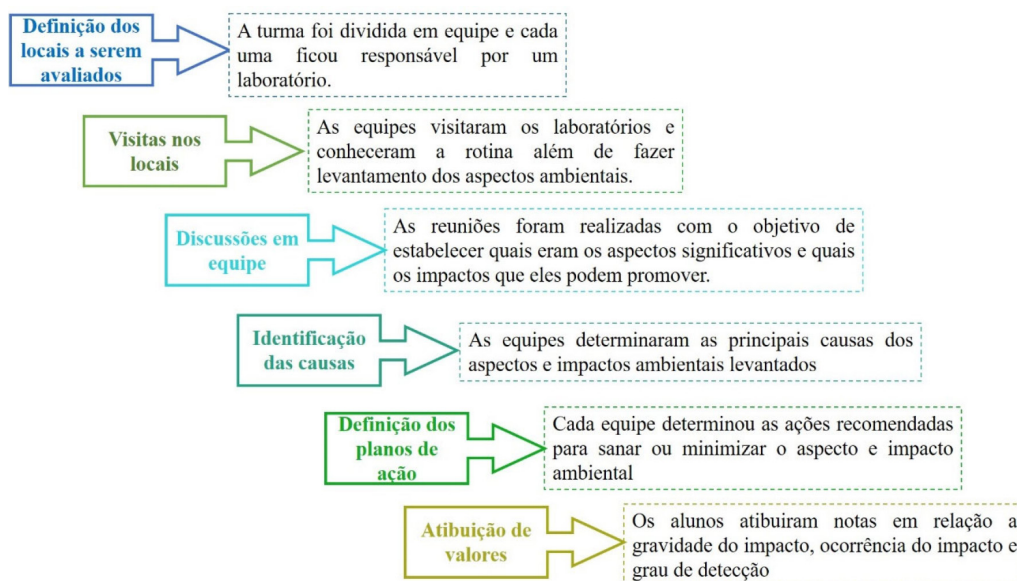 Definição dos
locais a serem
avaliados
A turma foi dividida em equipe e cada
uma ficou responsável por um
laboratório.
Visitas nos
locais
As equipes visitaram os laboratórios e
conheceram a rotina além de fazer
levantamento dos aspectos ambientais.
Discussões em
equipe
As reuniões foram realizadas com o objetivo de
estabelecer quais eram os aspectos significativos e quais
os impactos que eles podem promover.
Identificação
das causas
As equipes determinaram as principais causas dos
aspectos e impactos ambientais levantados
Definição dos
planos de
ação
Cada equipe determinou as ações recomendadas
para sanar ou minimizar o aspecto e impacto
ambiental
Atibuição de
valores
Os alunos atibuiram notas em relação a
gravidade do impacto, ocorrência do impacto e
grau de detecção